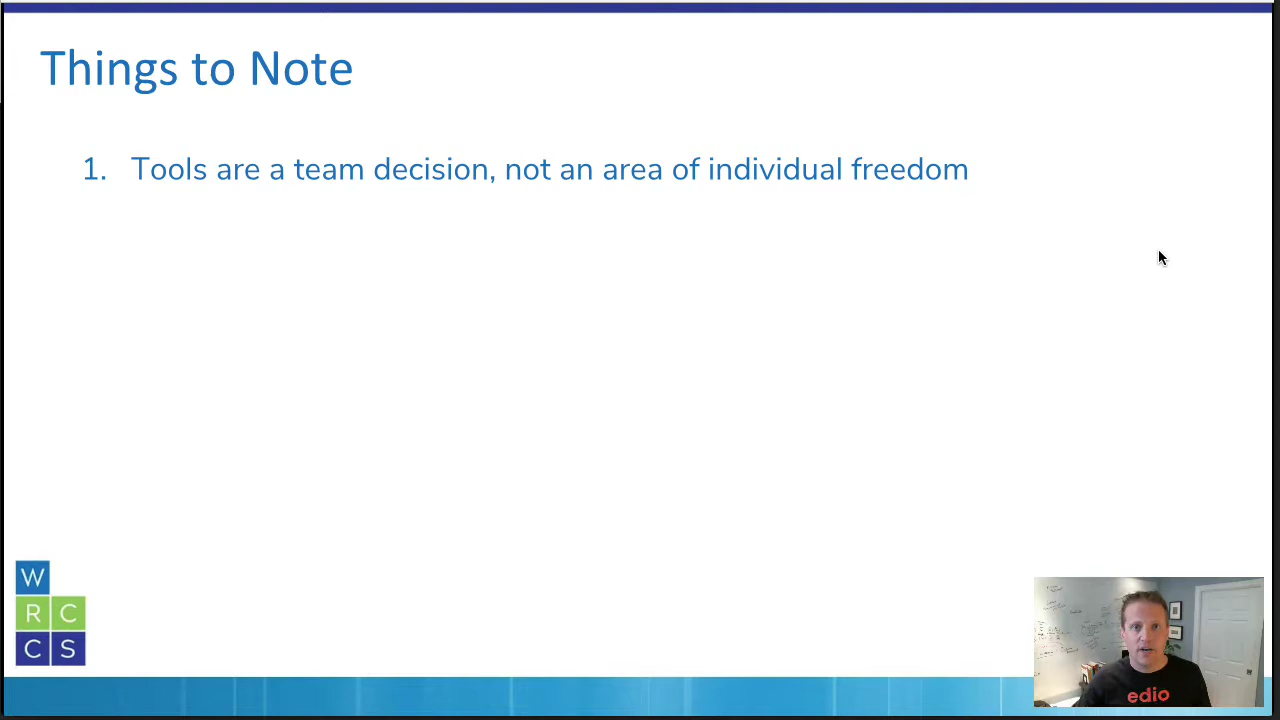 Things to Note
1. Tools are a team decision, not an area of individual freedom
W
R C
C S
edio